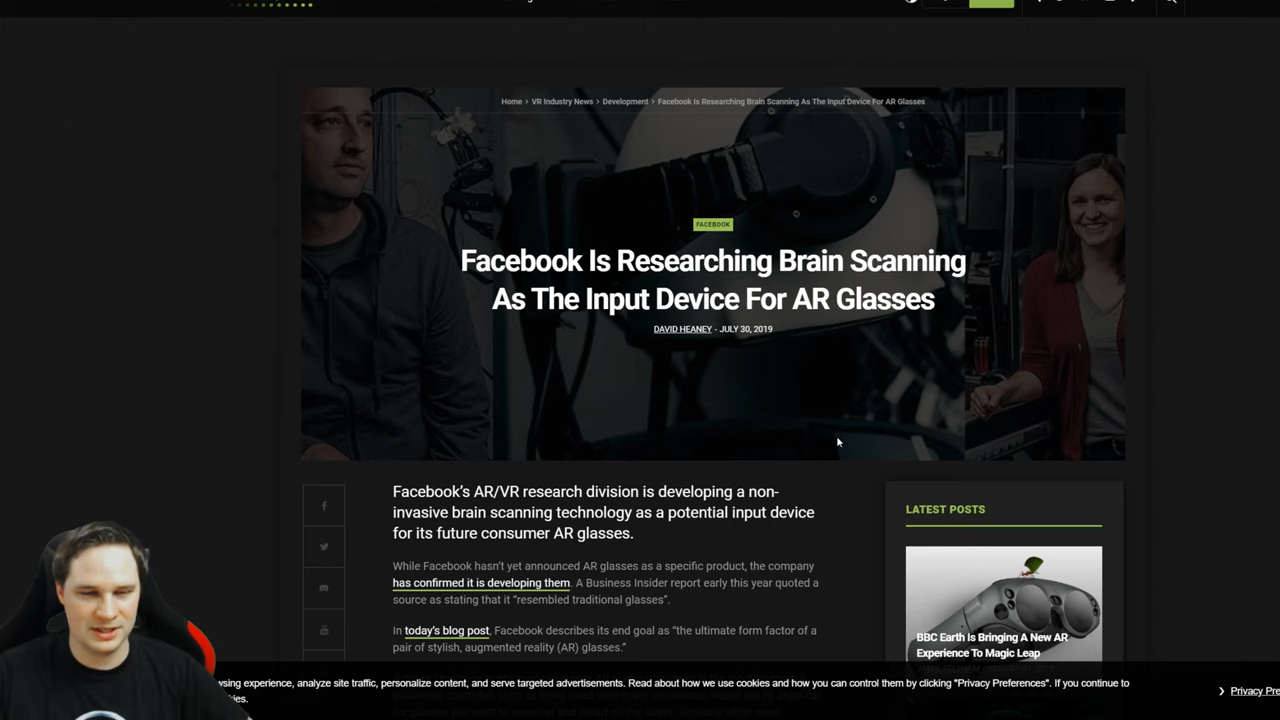 Home › VR Industry News › Development › Facebook Is Researching Brain Scanning As The Input Device For AR Glasses
FACEBOOK
Facebook Is Researching Brain Scanning
As The Input Device For AR Glasses
DAVID HEANEY - JULY 30, 2019
Facebook’s AR/VR research division is developing a non-
invasive brain scanning technology as a potential input device
for its future consumer AR glasses.
While Facebook hasn’t yet announced AR glasses as a specific product, the company
has confirmed it is developing them. A Business Insider report early this year quoted a
source as stating that it “resembled traditional glasses”.
In today’s blog post, Facebook describes its end goal as “the ultimate form factor of a
pair of stylish, augmented reality (AR) glasses.”
LATEST POSTS
BBC Earth Is Bringing A New AR
Experience To Magic Leap
experience, analyze site traffic, personalize content, and serve targeted advertisements. Read about how we use cookies and how you can control them by clicking "Privacy Preferences". If you continue to
› Privacy